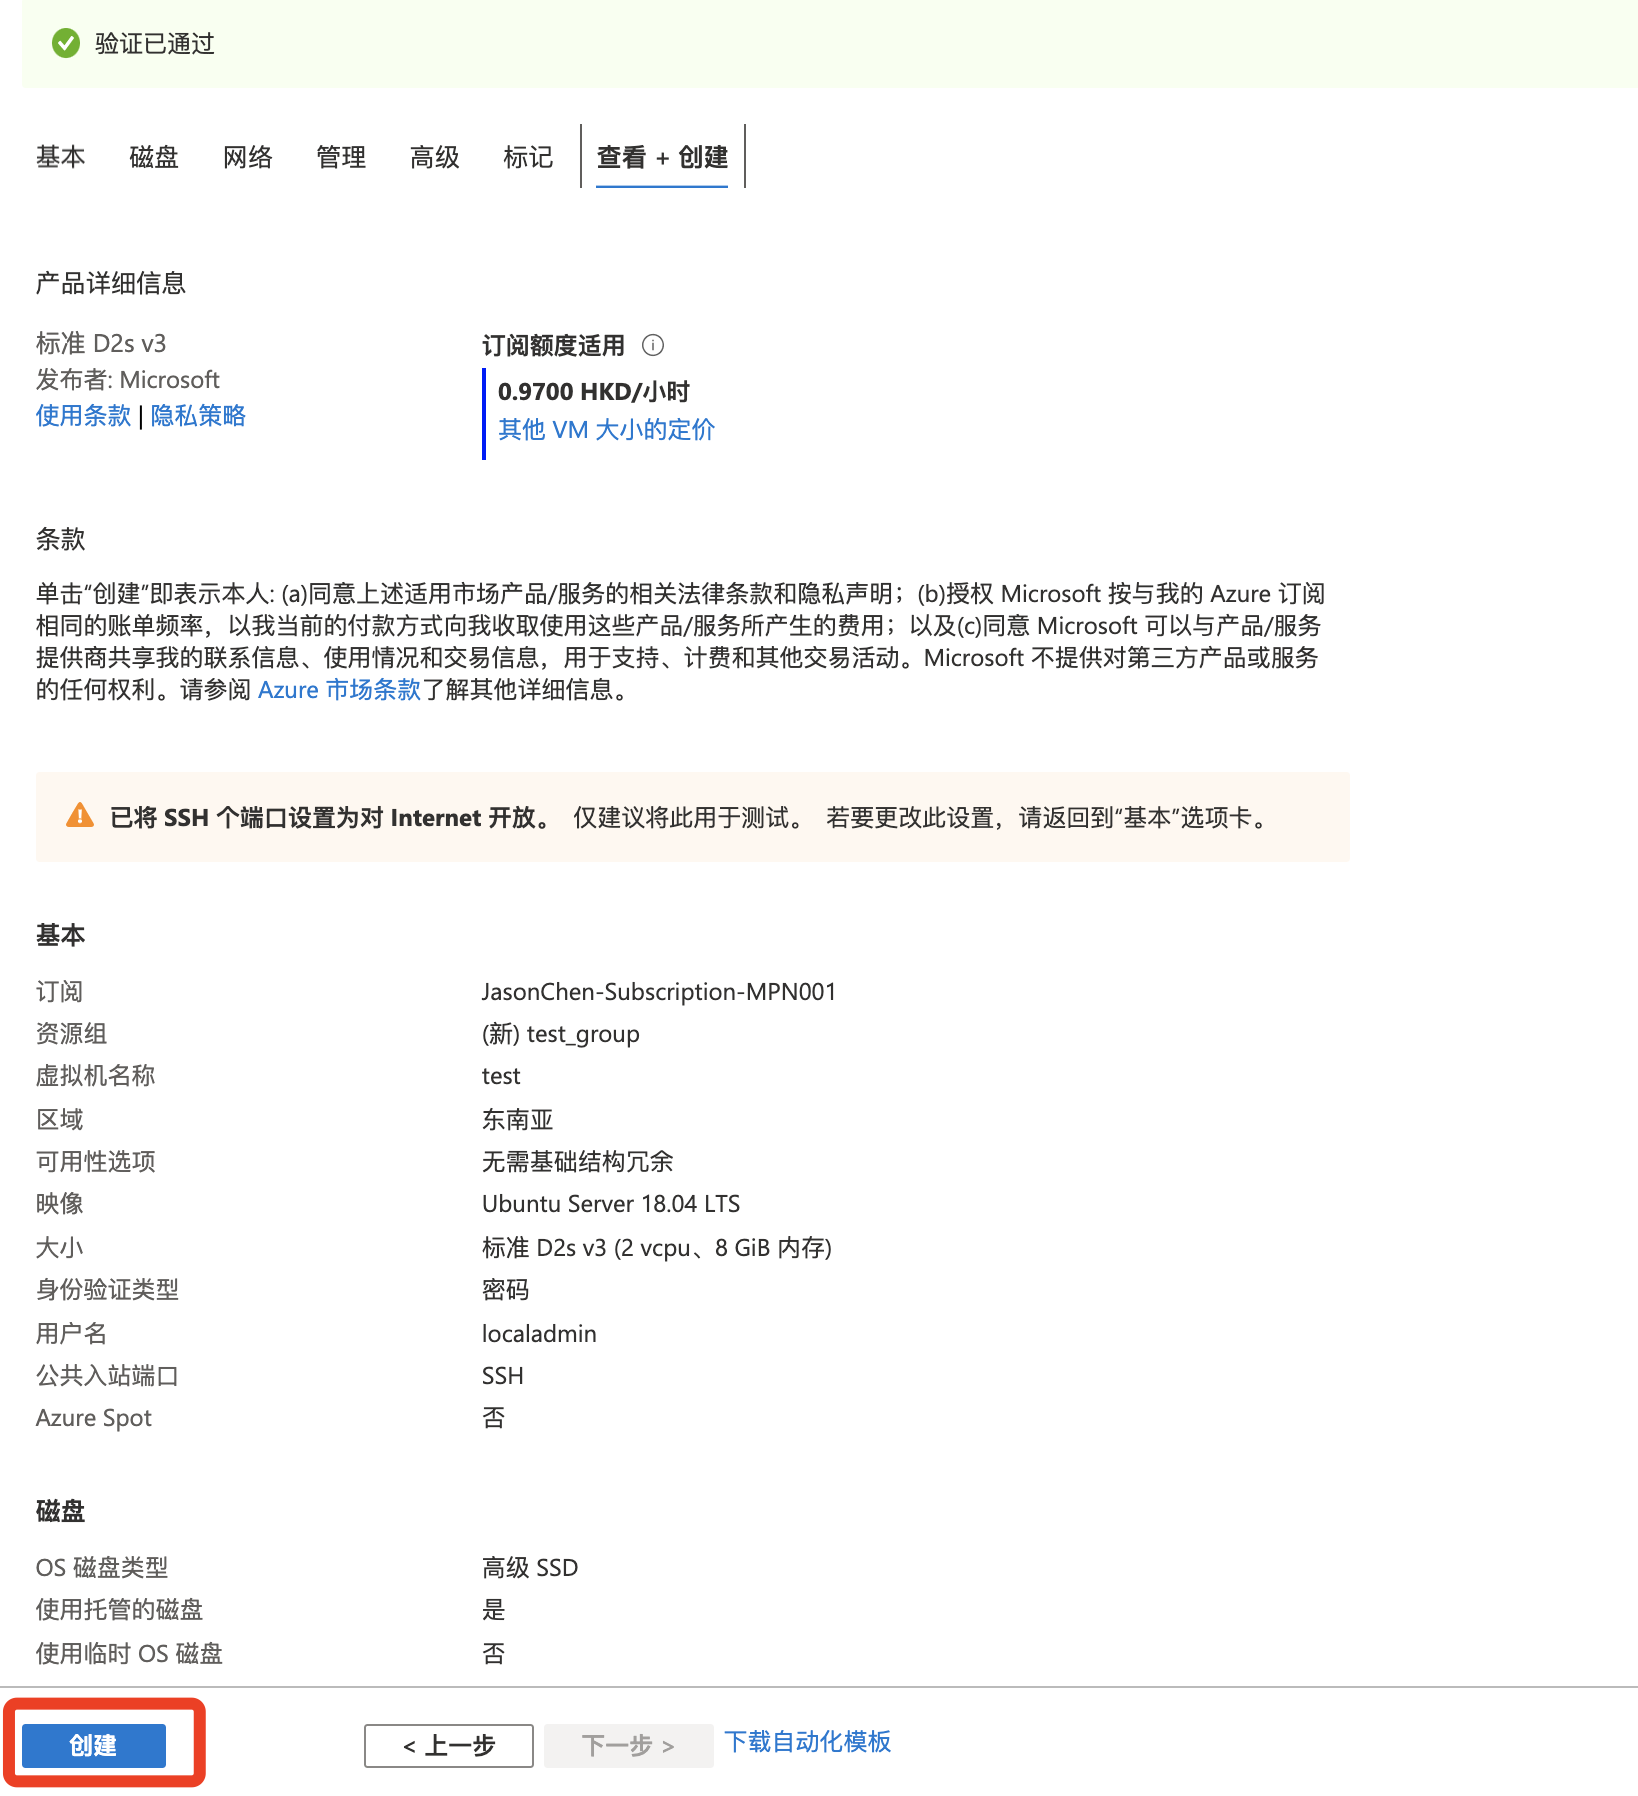 验证已通过
基本 磁盘 网络 管理 高级 标记 查看 + 创建
产品详细信息
标准 D2s v3
发布者: Microsoft
使用条款 | 隐私策略
订阅额度适用
0.9700 HKD/小时
其他 VM 大小的定价
条款
单击“创建”即表示本人: (a)同意上述适用市场产品/服务的相关法律条款和隐私声明；(b)授权 Microsoft 按与我的 Azure 订阅
相同的账单频率，以我当前的付款方式向我收取使用这些产品/服务所产生的费用；以及(c)同意 Microsoft 可以与产品/服务
提供商共享我的联系信息、使用情况和交易信息，用于支持、计费和其他交易活动。Microsoft 不提供对第三方产品或服务
的任何权利。请参阅 Azure 市场条款了解其他详细信息。
已将 SSH 个端口设置为对 Internet 开放。 仅建议将此用于测试。 若要更改此设置，请返回到“基本”选项卡。
基本
订阅 JasonChen-Subscription-MPN001
资源组 (新) test_group
虚拟机名称 test
区域 东南亚
可用性选项 无需基础结构冗余
映像 Ubuntu Server 18.04 LTS
大小 标准 D2s v3 (2 vcpu、8 GiB 内存)
身份验证类型 密码
用户名 localadmin
公共入站端口 SSH
Azure Spot 否
磁盘
OS 磁盘类型 高级 SSD
使用托管的磁盘 是
使用临时 OS 磁盘 否
创建 < 上一步 下一步 > 下载自动化模板